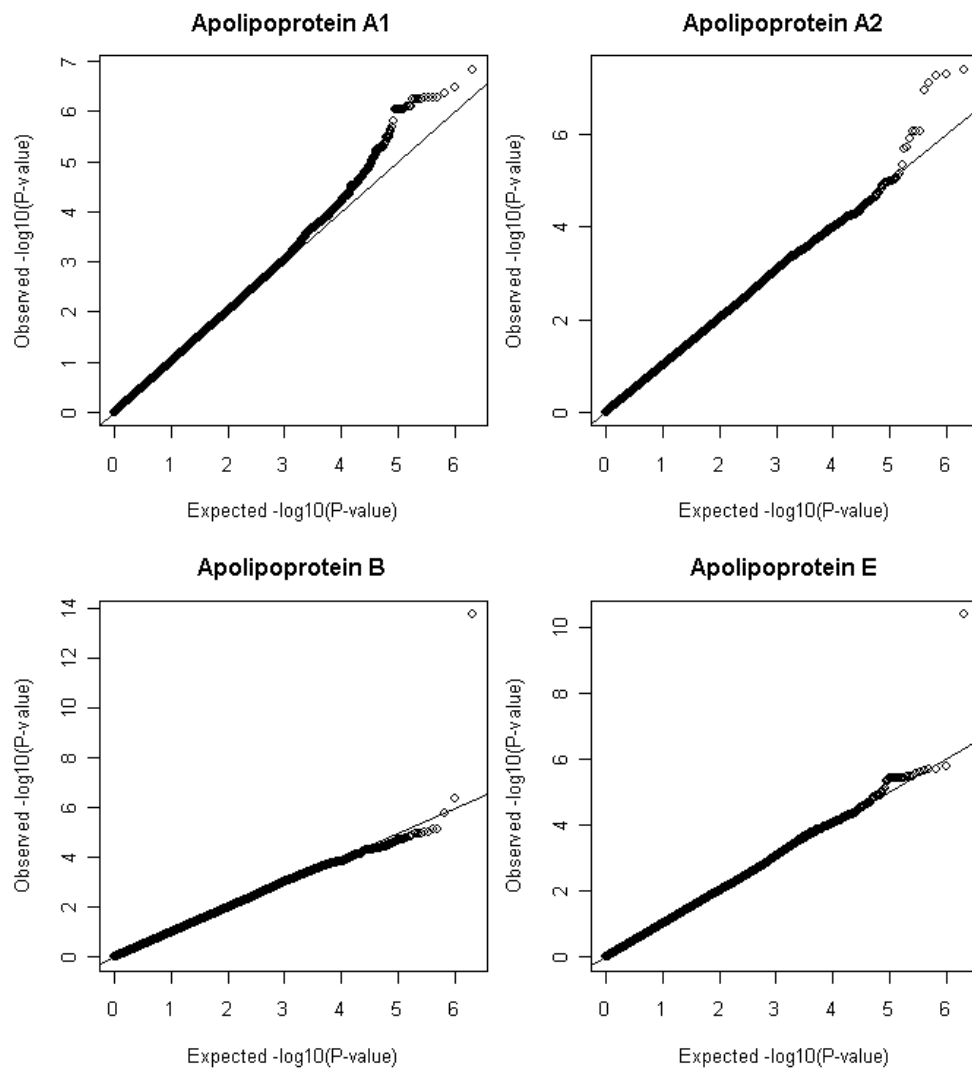 Apolipoprotein A1
Observed -log10(P-value)
7
6
5
4
3
2
1
0
0 1 2 3 4 5 6
Expected -log10(P-value)
Apolipoprotein A2
Observed -log10(P-value)
6
4
2
0
0 1 2 3 4 5 6
Expected -log10(P-value)
Apolipoprotein B
Observed -log10(P-value)
14
12
10
8
6
4
2
0
0 1 2 3 4 5 6
Expected -log10(P-value)
Apolipoprotein E
Observed -log10(P-value)
10
8
6
4
2
0
0 1 2 3 4 5 6
Expected -log10(P-value)